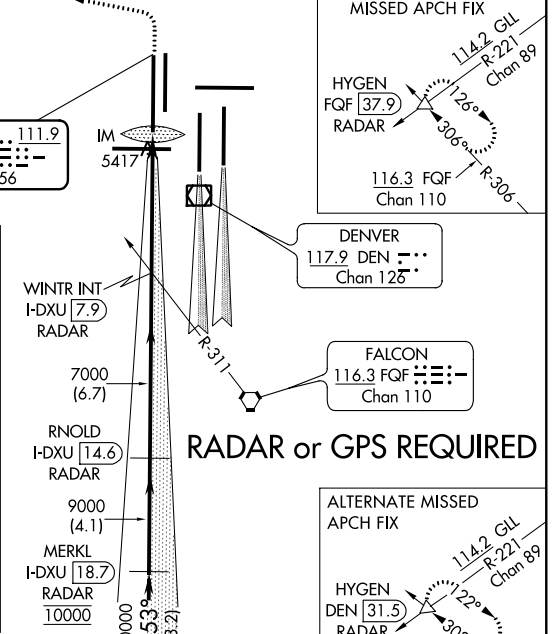 MISSED APCH FIX
114.2 GLL
R-221
Chan 89
HYGEN
FQF 37.9
RADAR
126°
306°
R-306
116.3 FQF
Chan 110
111.9
56
IM
5417
DENVER
117.9 DEN
Chan 126
WINTR INT
I-DXU 7.9
RADAR
R-311
7000
(6.7)
FALCON
116.3 FQF
Chan 110
RNOLD
I-DXU 14.6
RADAR
RADAR or GPS REQUIRED
9000
(4.1)
MERKL
I-DXU 18.7
RADAR
10000
ALTERNATE MISSED
APCH FIX
114.2 GLL
R-221
Chan 89
HYGEN
DEN 31.5
RADAR
122°